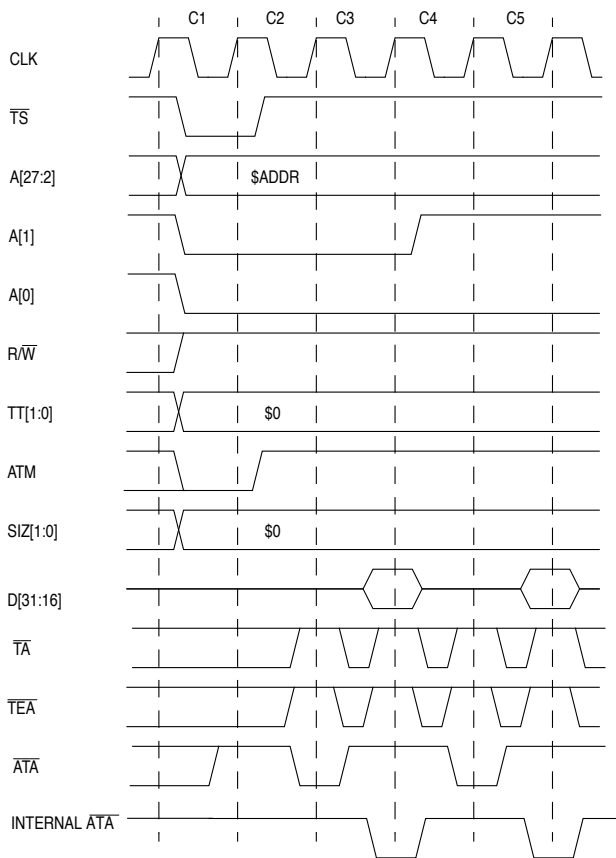 C1 C2 C3 C4 C5
CLK
TS
A[27:2] $ADDR
A[1]
A[0]
R/W
TT[1:0] $0
ATM
SIZ[1:0] $0
D[31:16]
TA
TEA
ATA
INTERNAL ATA